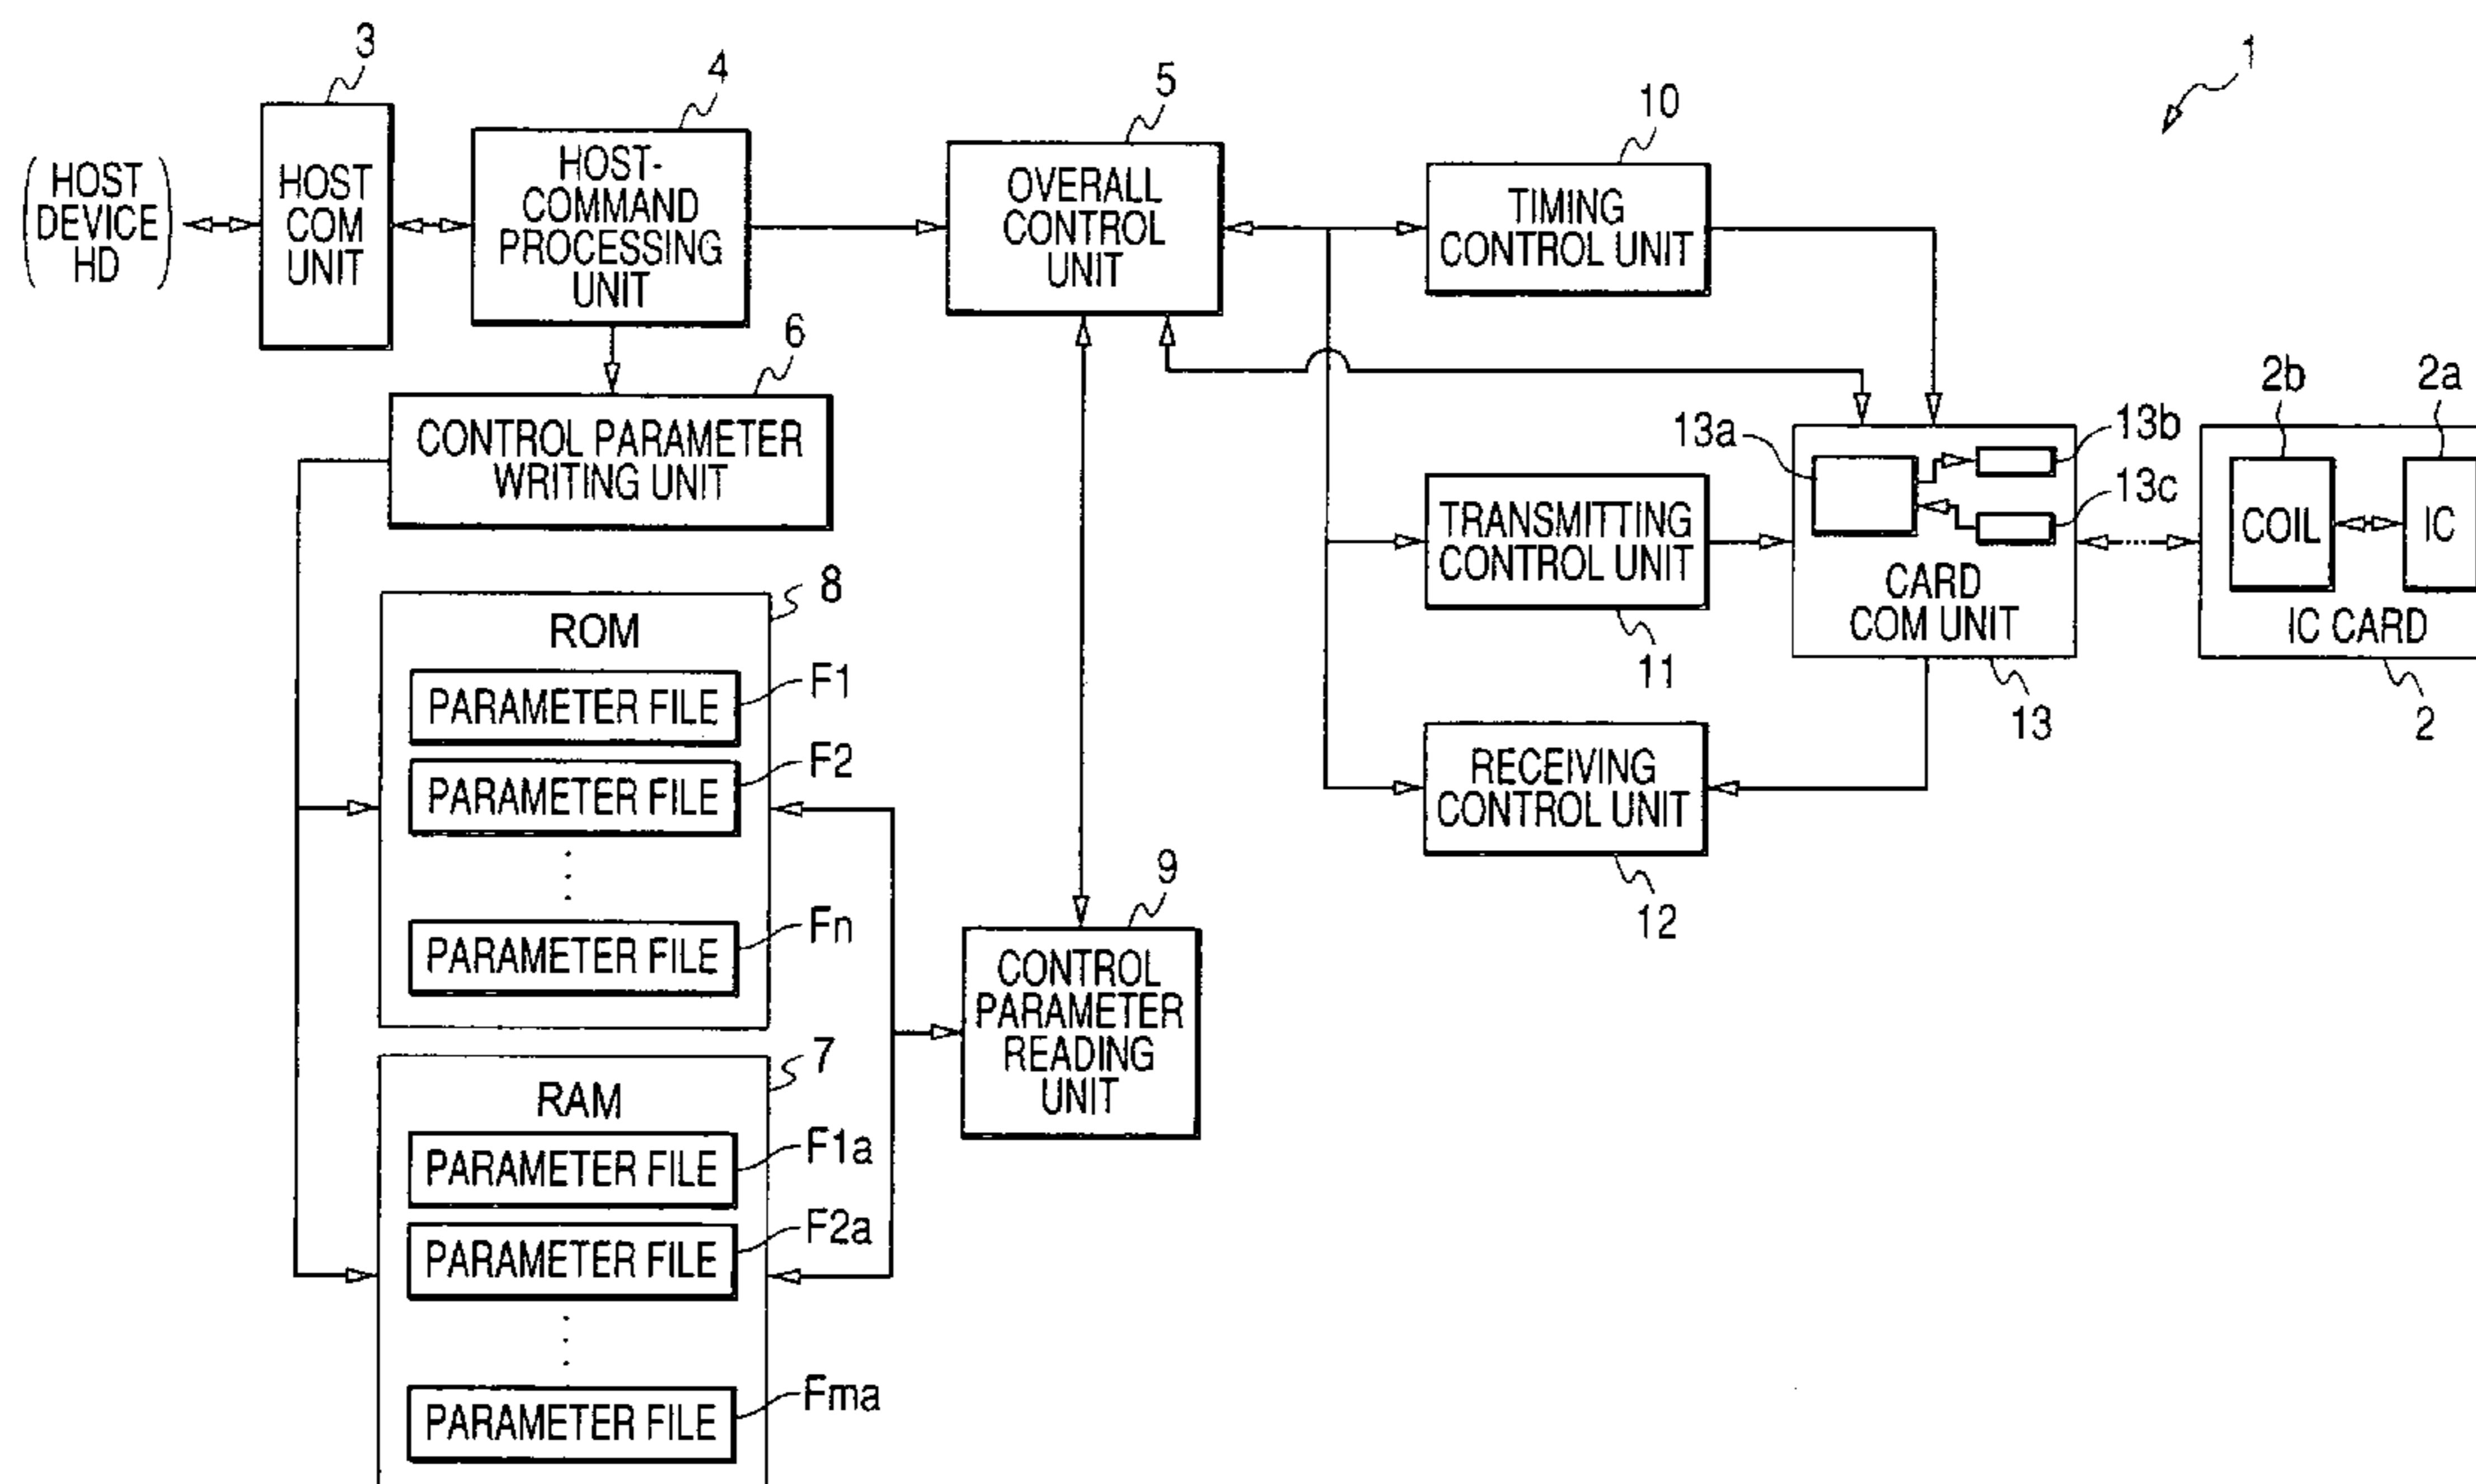 1
3
4
5
10
( HOST
DEVICE
HD )
HOST
COM
UNIT
HOST-
COMMAND
PROCESSING
UNIT
OVERALL
CONTROL
UNIT
TIMING
CONTROL UNIT
6
CONTROL PARAMETER
WRITING UNIT
2b
2a
13a
13b
13c
COIL
IC
TRANSMITTING
CONTROL UNIT
CARD
COM UNIT
IC CARD
11
13
2
8
ROM
PARAMETER FILE
F1
PARAMETER FILE
F2
PARAMETER FILE
Fn
RECEIVING
CONTROL UNIT
12
9
CONTROL
PARAMETER
READING
UNIT
7
RAM
PARAMETER FILE
F1a
PARAMETER FILE
F2a
PARAMETER FILE
Fma